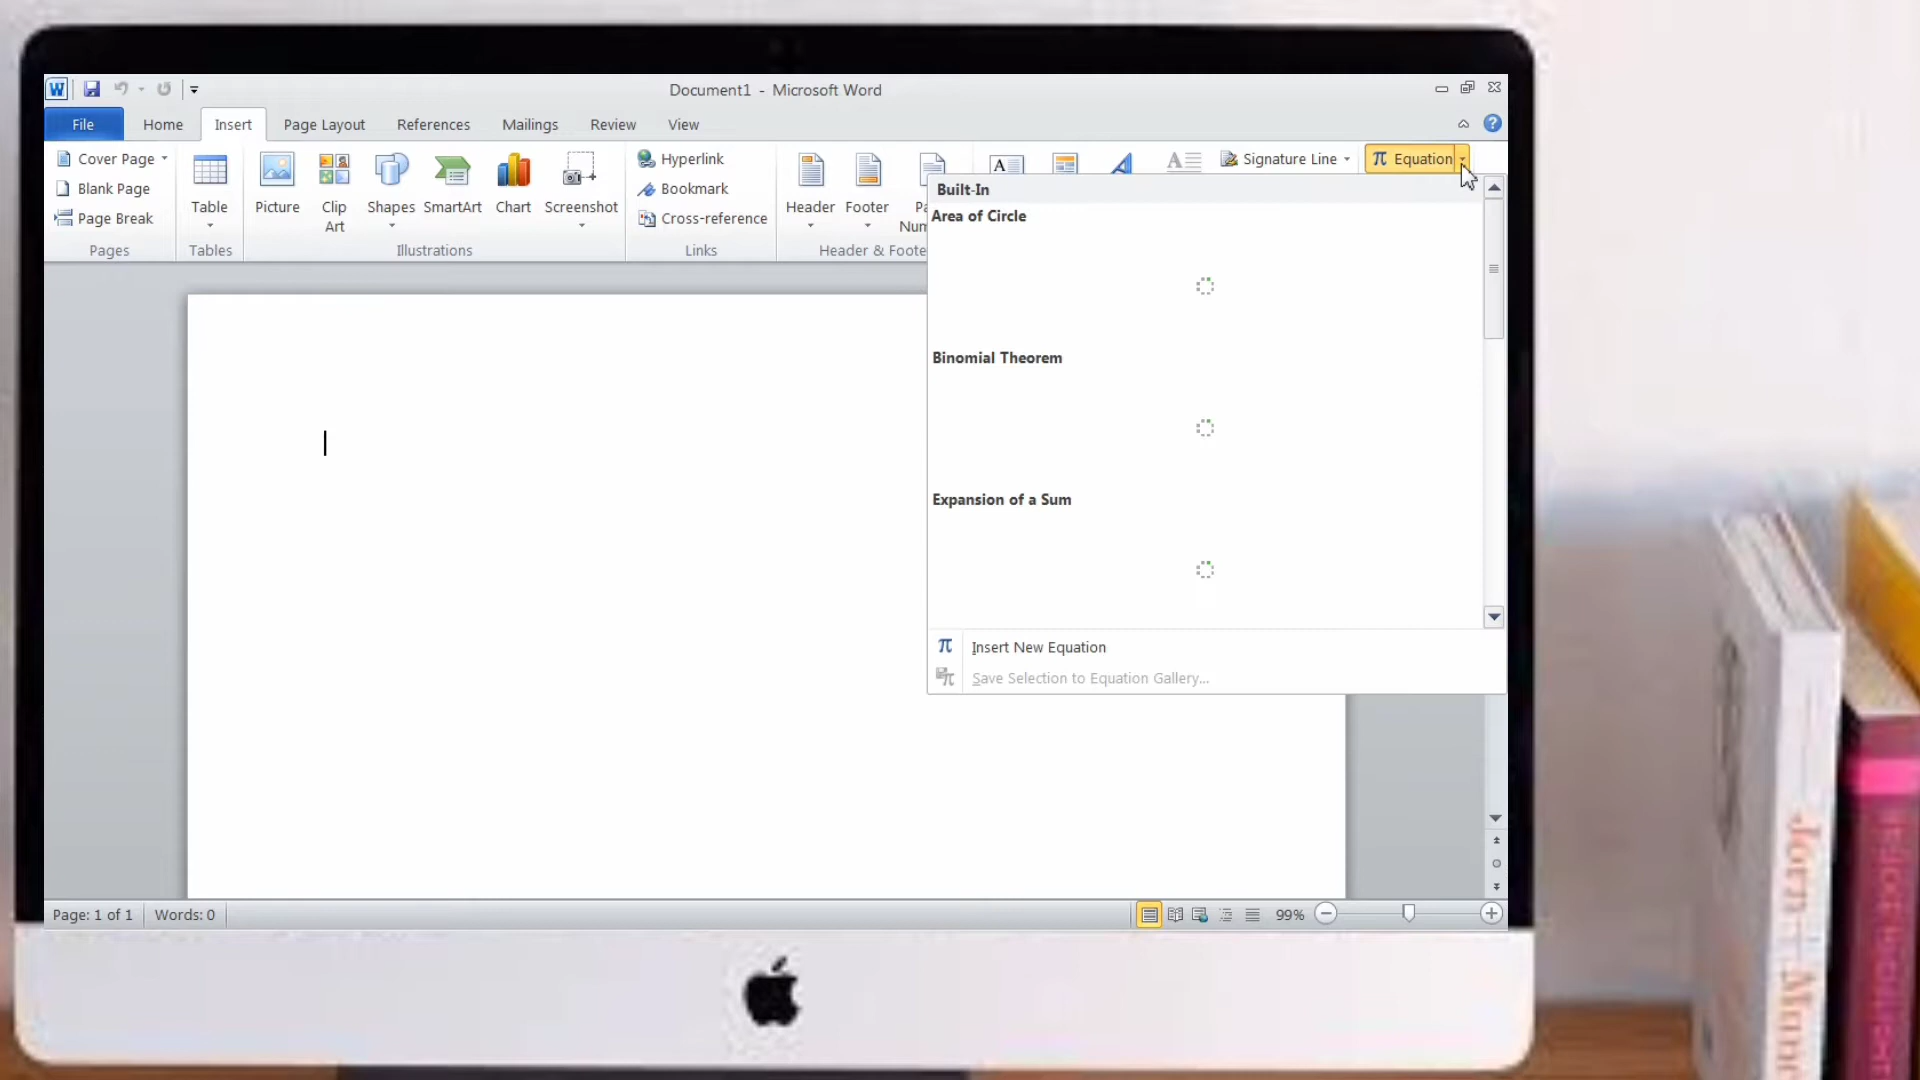 Document1 - Microsoft Word
File Home Insert Page Layout References Mailings Review View
Cover Page
Blank Page
Page Break
Pages
Table
Tables
Picture
Clip
Art
Shapes
SmartArt
Chart
Screenshot
Illustrations
Hyperlink
Bookmark
Cross-reference
Links
Header
Footer
Header & Foote
Pa
Num
A
A
A
Signature Line
π Equation
Built-In
Area of Circle
Binomial Theorem
Expansion of a Sum
π Insert New Equation
Save Selection to Equation Gallery...
Page: 1 of 1
Words: 0
99%